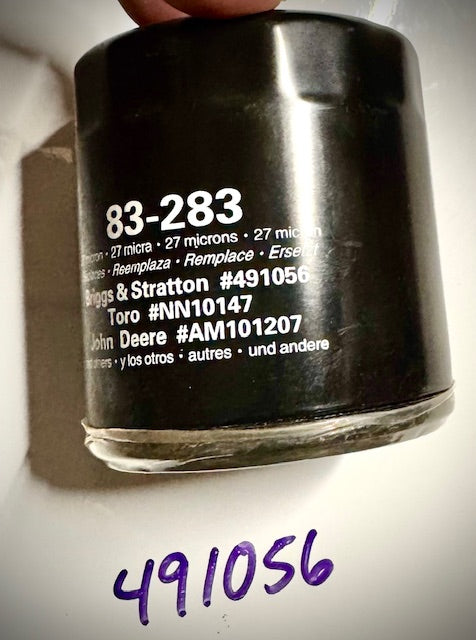 83-283
27 micra · 27 microns · 27
Reemplaza · Remplace ·
& Stratton #491056
Toro #NN10147
John Deere #AM101207
y los otros · autres · und andere
491056